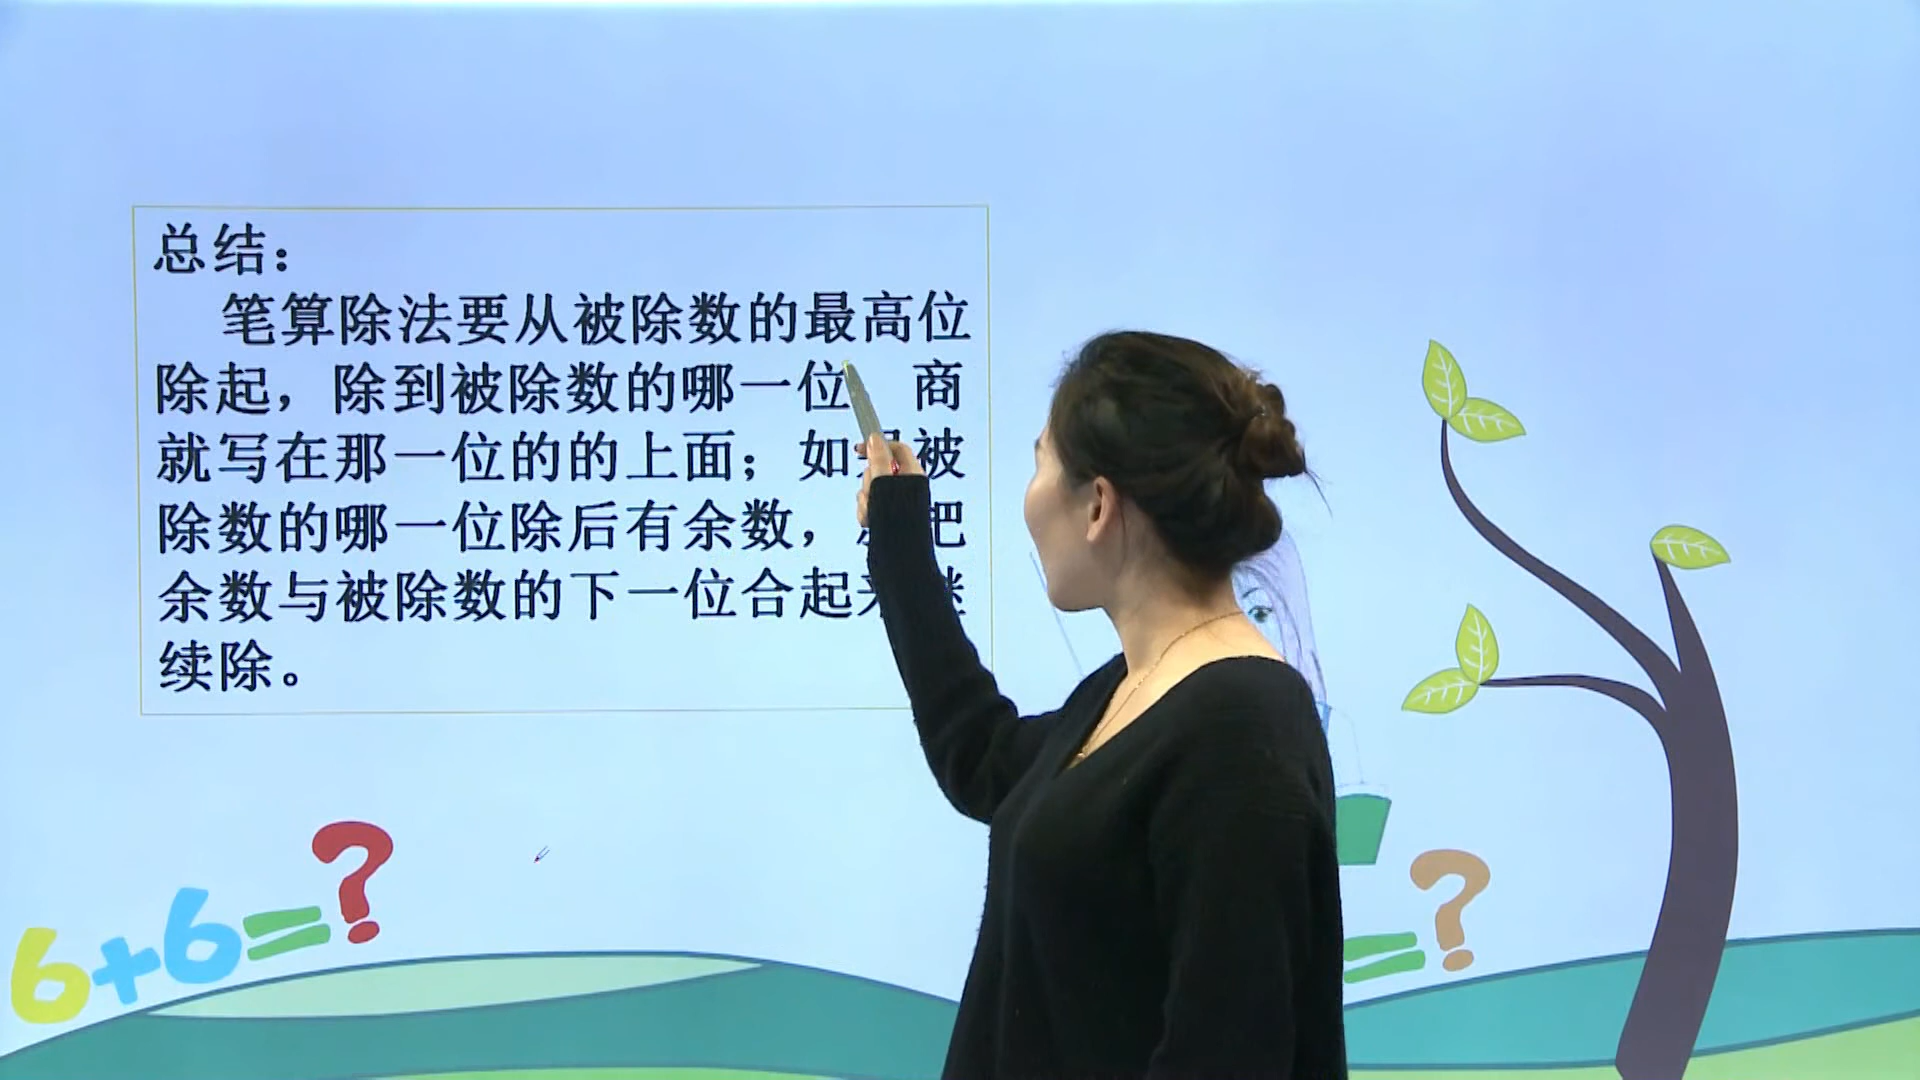 总结：
笔算除法要从被除数的最高位
除起，除到被除数的哪一位 商
就写在那一位的的上面；如 被
除数的哪一位除后有余数， 把
余数与被除数的下一位合起
续除。
6+6=?
=?